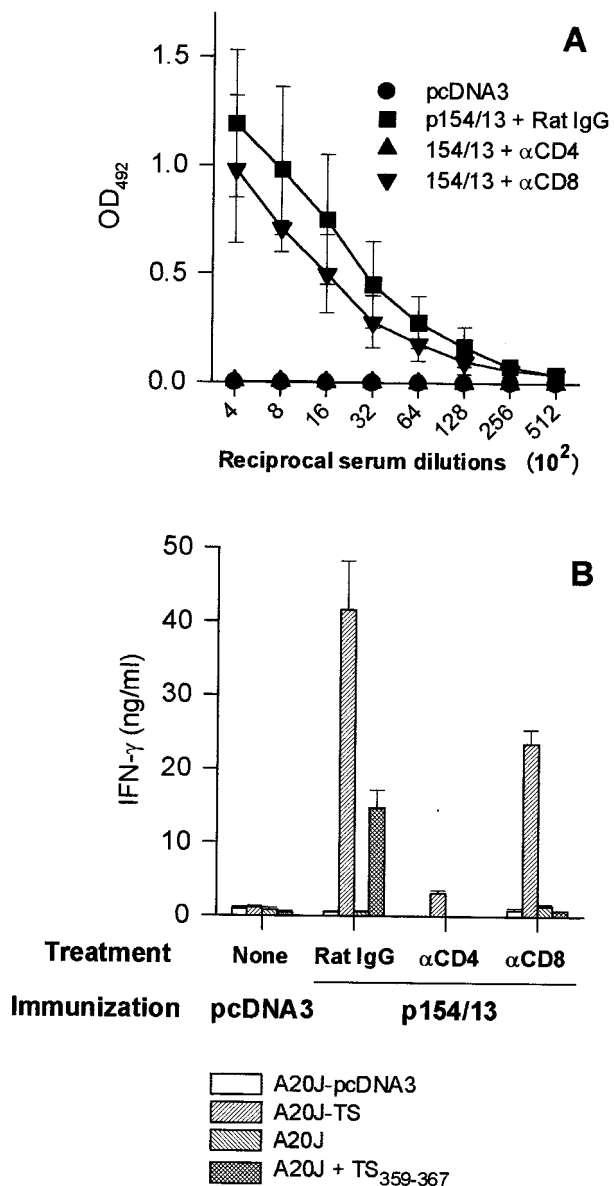 A
1.5
1.0
0.5
0.0
OD492
pcDNA3
p154/13 + Rat IgG
154/13 + αCD4
154/13 + αCD8
4 8 16 32 64 128 256 512
Reciprocal serum dilutions (10²)
B
50
40
30
20
10
0
IFN-γ (ng/ml)
Treatment None Rat IgG αCD4 αCD8
Immunization pcDNA3 p154/13
A20J-pcDNA3
A20J-TS
A20J
A20J + TS359-367